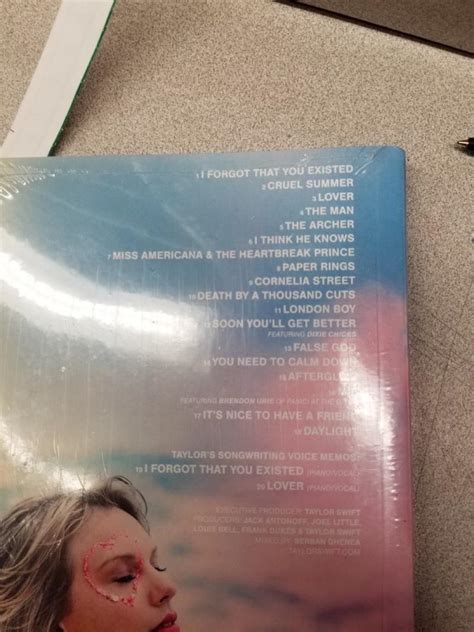 1 I FORGOT THAT YOU EXISTED
2 CRUEL SUMMER
3 LOVER
4 THE MAN
5 THE ARCHER
6 I THINK HE KNOWS
7 MISS AMERICANA & THE HEARTBREAK PRINCE
8 PAPER RINGS
9 CORNELIA STREET
10 DEATH BY A THOUSAND CUTS
11 LONDON BOY
12 SOON YOU'LL GET BETTER
FEATURING DIXIE CHICKS
13 FALSE GOD
14 YOU NEED TO CALM DOWN
15 AFTERGLOW
16 ME!
FEATURING BRENDON URIE OF PANIC! AT THE
17 IT'S NICE TO HAVE A FRIEND
18 DAYLIGHT
TAYLOR'S SONGWRITING VOICE MEMOS
19 I FORGOT THAT YOU EXISTED (PIANO/VOCAL)
20 LOVER (PIANO/VOCAL)
EXECUTIVE PRODUCER: TAYLOR SWIFT
PRODUCERS: JACK ANTONOFF, JOEL LITTLE,
LOUIS BELL, FRANK DUKES & TAYLOR SWIFT
MIXED BY: SERBAN GHENEA
TAYLORSWIFT.COM